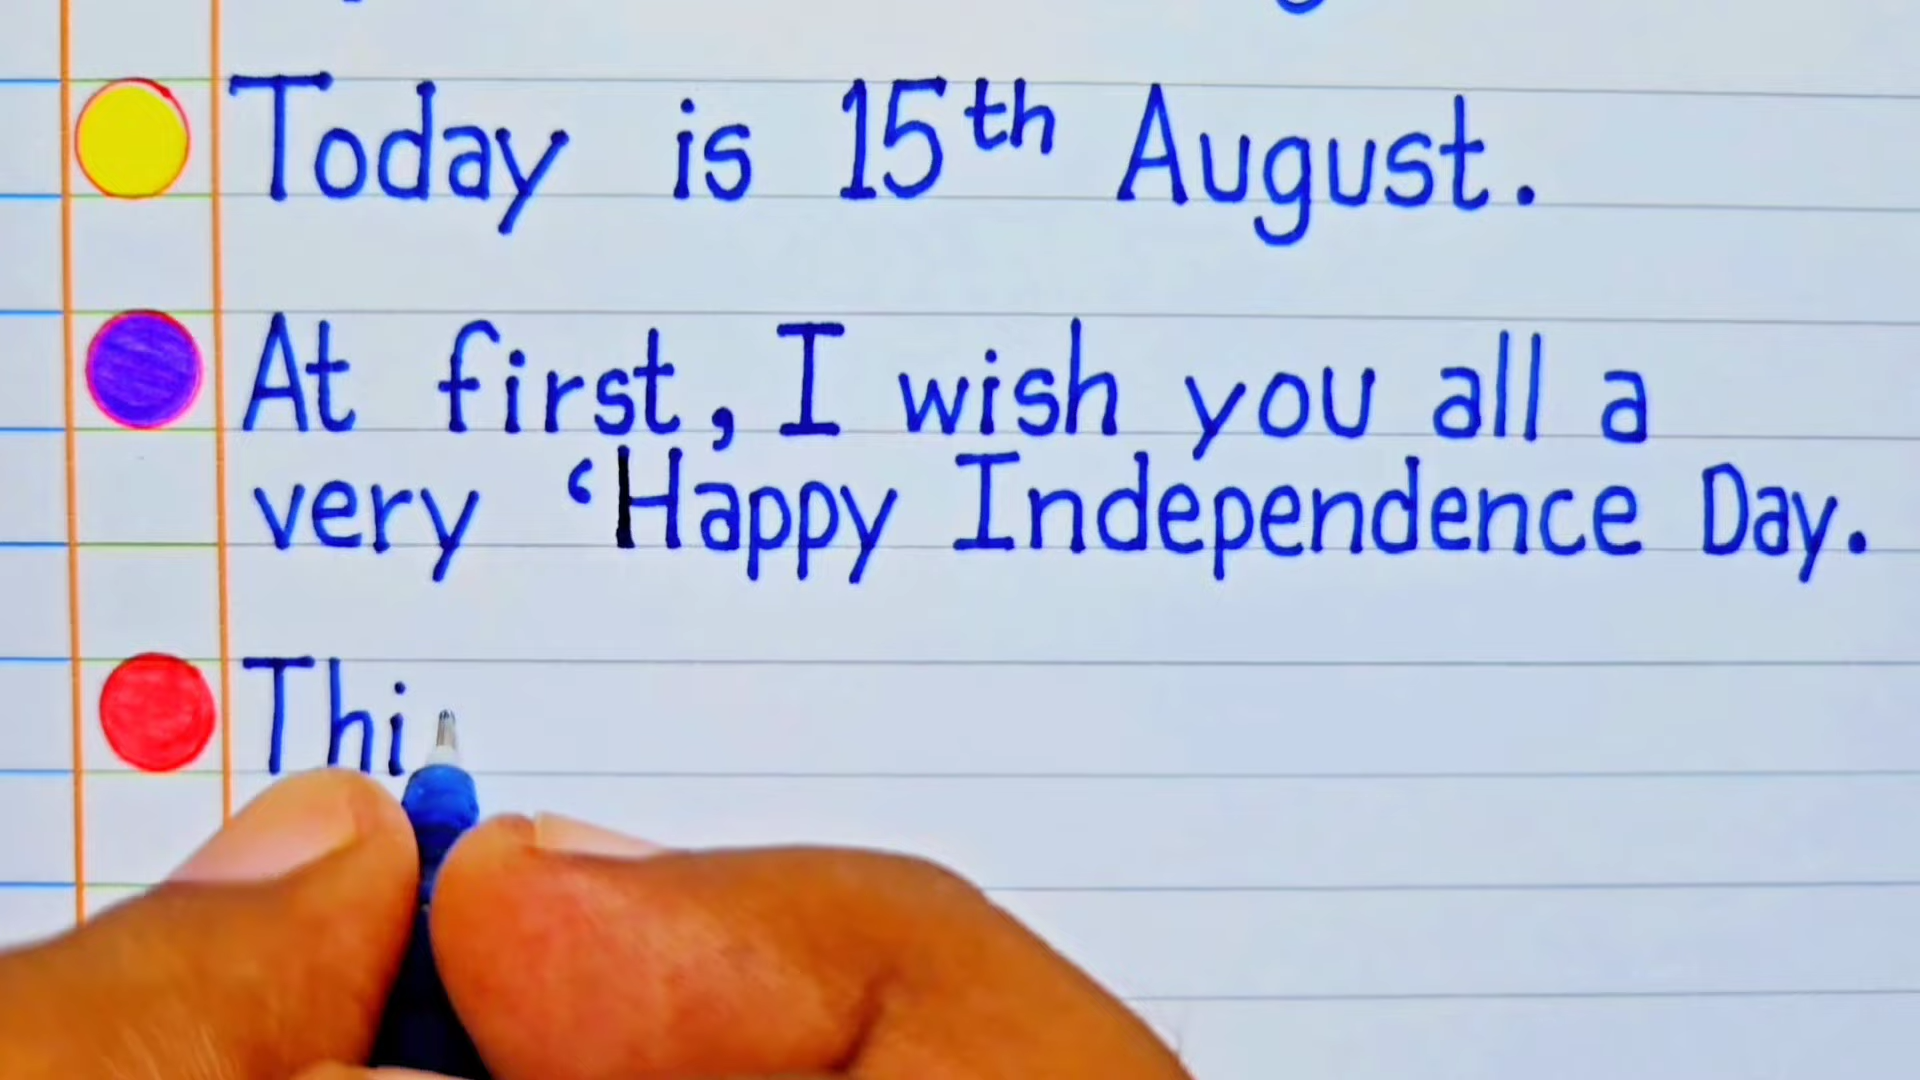 Today is 15th August.
At first, I wish you all a
very ‘Happy Independence Day.
Thi